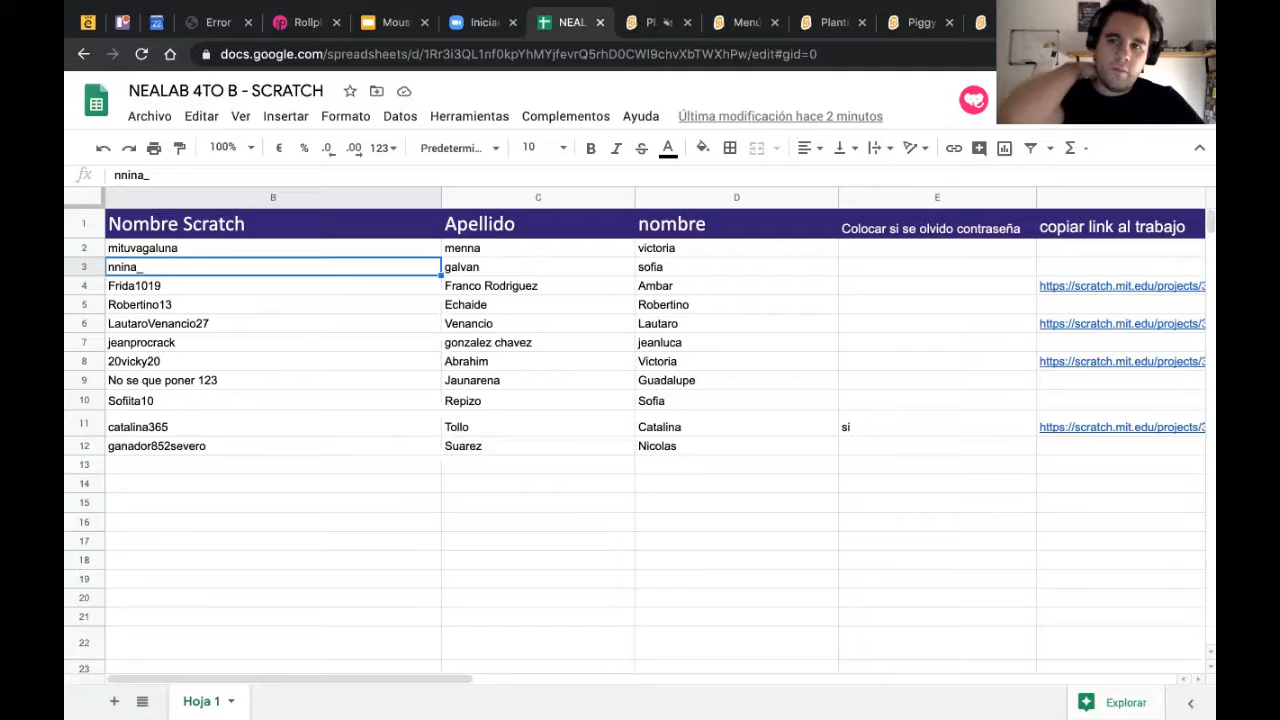 Error
Rollpl
Mous
Inicia
NEAL
Menú
Planti
Piggy
docs.google.com/spreadsheets/d/1Rr3i3QL1nf0kpYhMYjfevrQ5rhD0CWl9chvXbTWXhPw/edit#gid=0
NEALAB 4TO B - SCRATCH
Archivo Editar Ver Insertar Formato Datos Herramientas Complementos Ayuda Última modificación hace 2 minutos
100% € % .0 .00 123 Predetermi... 10 B I S A
fx nnina_
B C D E
1 Nombre Scratch Apellido nombre Colocar si se olvido contraseña copiar link al trabajo
2 mituvagaluna menna victoria
3 nnina_ galvan sofia
4 Frida1019 Franco Rodriguez Ambar https://scratch.mit.edu/projects/3
5 Robertino13 Echaide Robertino
6 LautaroVenancio27 Venancio Lautaro https://scratch.mit.edu/projects/3
7 jeanprocrack gonzalez chavez jeanluca
8 20vicky20 Abrahim Victoria https://scratch.mit.edu/projects/3
9 No se que poner 123 Jaunarena Guadalupe
10 Sofiita10 Repizo Sofia
11 catalina365 Tollo Catalina si https://scratch.mit.edu/projects/3
12 ganador852severo Suarez Nicolas
13
14
15
16
17
18
19
20
21
22
23
Hoja 1
Explorar